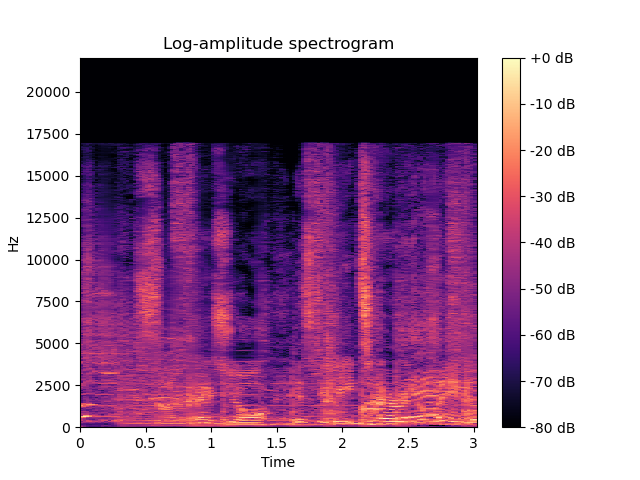 Log-amplitude spectrogram
Hz
20000
17500
15000
12500
10000
7500
5000
2500
0
0 0.5 1 1.5 2 2.5 3
Time
+0 dB
-10 dB
-20 dB
-30 dB
-40 dB
-50 dB
-60 dB
-70 dB
-80 dB